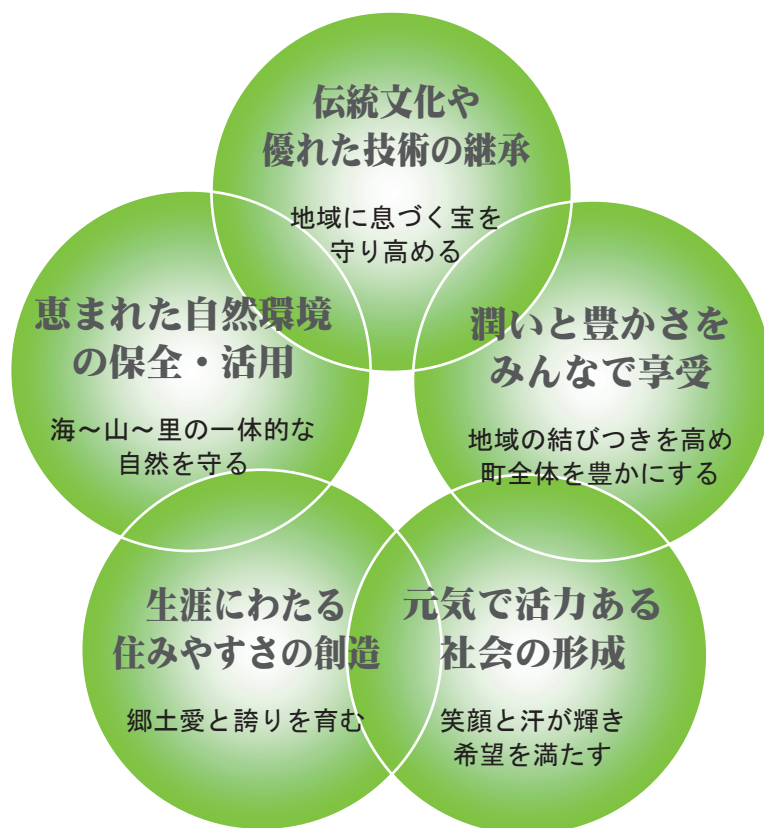 伝統文化や
優れた技術の継承
地域に息づく宝を
守り高める
恵まれた自然環境
の保全・活用
海～山～里の一体的な
自然を守る
潤いと豊かさを
みんなで享受
地域の結びつきを高め
町全体を豊かにする
生涯にわたる
住みやすさの創造
郷土愛と誇りを育む
元気で活力ある
社会の形成
笑顔と汗が輝き
希望を満たす